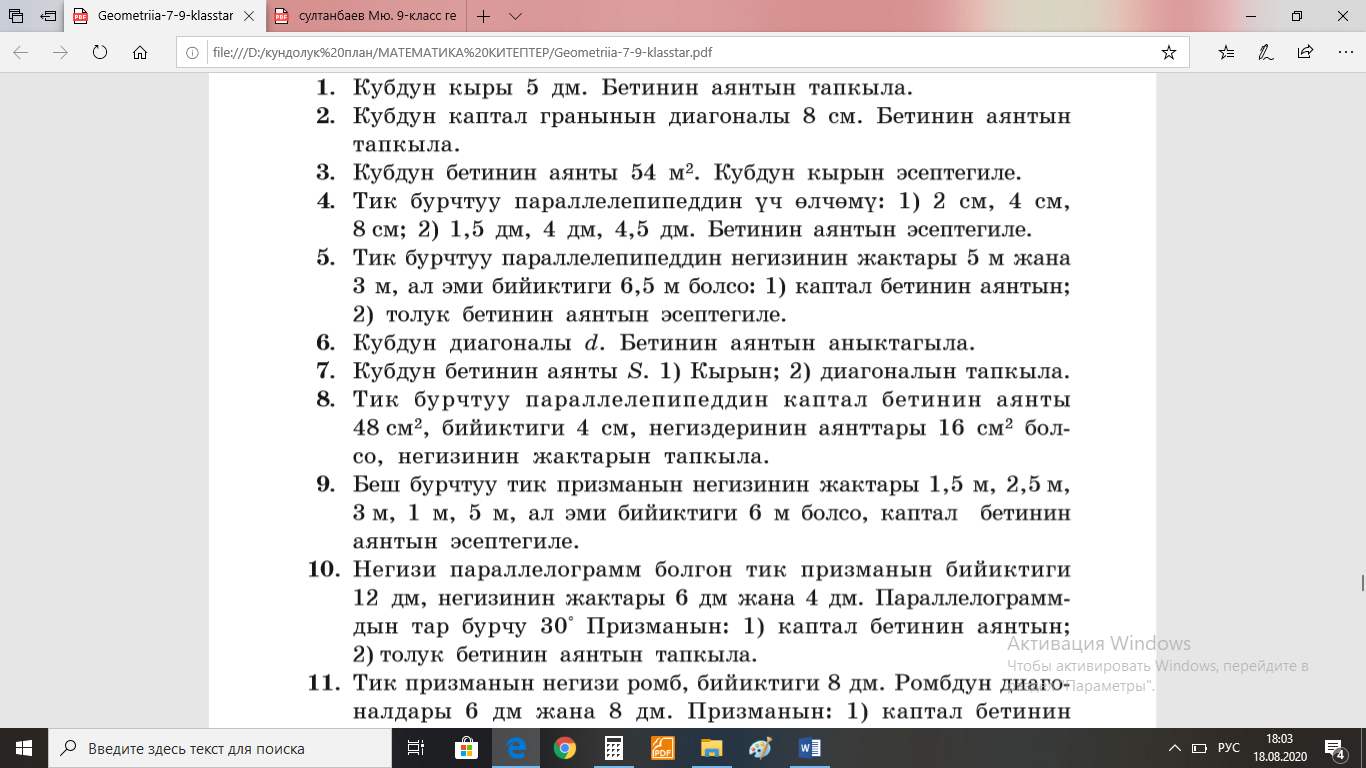 Geometriia-7-9-klasstar
султанбаев Мю. 9-класс ге
file:///D:/кундолук%20план/МАТЕМАТИКА%20КИТЕПТЕР/Geometriia-7-9-klasstar.pdf
1. Кубдун кыры 5 дм. Бетинин аянтын тапкыла.
2. Кубдун каптал гранынын диагоналы 8 см. Бетинин аянтын
тапкыла.
3. Кубдун бетинин аянты 54 м². Кубдун кырын эсептегиле.
4. Тик бурчтуу параллелепипеддин үч өлчөмү: 1) 2 см, 4 см,
8 см; 2) 1,5 дм, 4 дм, 4,5 дм. Бетинин аянтын эсептегиле.
5. Тик бурчтуу параллелепипеддин негизинин жактары 5 м жана
3 м, ал эми бийиктиги 6,5 м болсо: 1) каптал бетинин аянтын;
2) толук бетинин аянтын эсептегиле.
6. Кубдун диагоналы d. Бетинин аянтын аныктагыла.
7. Кубдун бетинин аянты S. 1) Кырын; 2) диагоналын тапкыла.
8. Тик бурчтуу параллелепипеддин каптал бетинин аянты
48 см², бийиктиги 4 см, негиздеринин аянттары 16 см² бол-
со, негизинин жактарын тапкыла.
9. Беш бурчтуу тик призманын негизинин жактары 1,5 м, 2,5 м,
3 м, 1 м, 5 м, ал эми бийиктиги 6 м болсо, каптал бетинин
аянтын эсептегиле.
10. Негизи параллелограмм болгон тик призманын бийиктиги
12 дм, негизинин жактары 6 дм жана 4 дм. Параллелограмм-
дын тар бурчу 30° Призманын: 1) каптал бетинин аянтын;
2) толук бетинин аянтын тапкыла.
11. Тик призманын негизи ромб, бийиктиги 8 дм. Ромбдун диаго-
налдары 6 дм жана 8 дм. Призманын: 1) каптал бетинин
Активация Windows
Чтобы активировать Windows, перейдите в
раздел "Параметры".
Введите здесь текст для поиска
РУС
18:03
18.08.2020
4